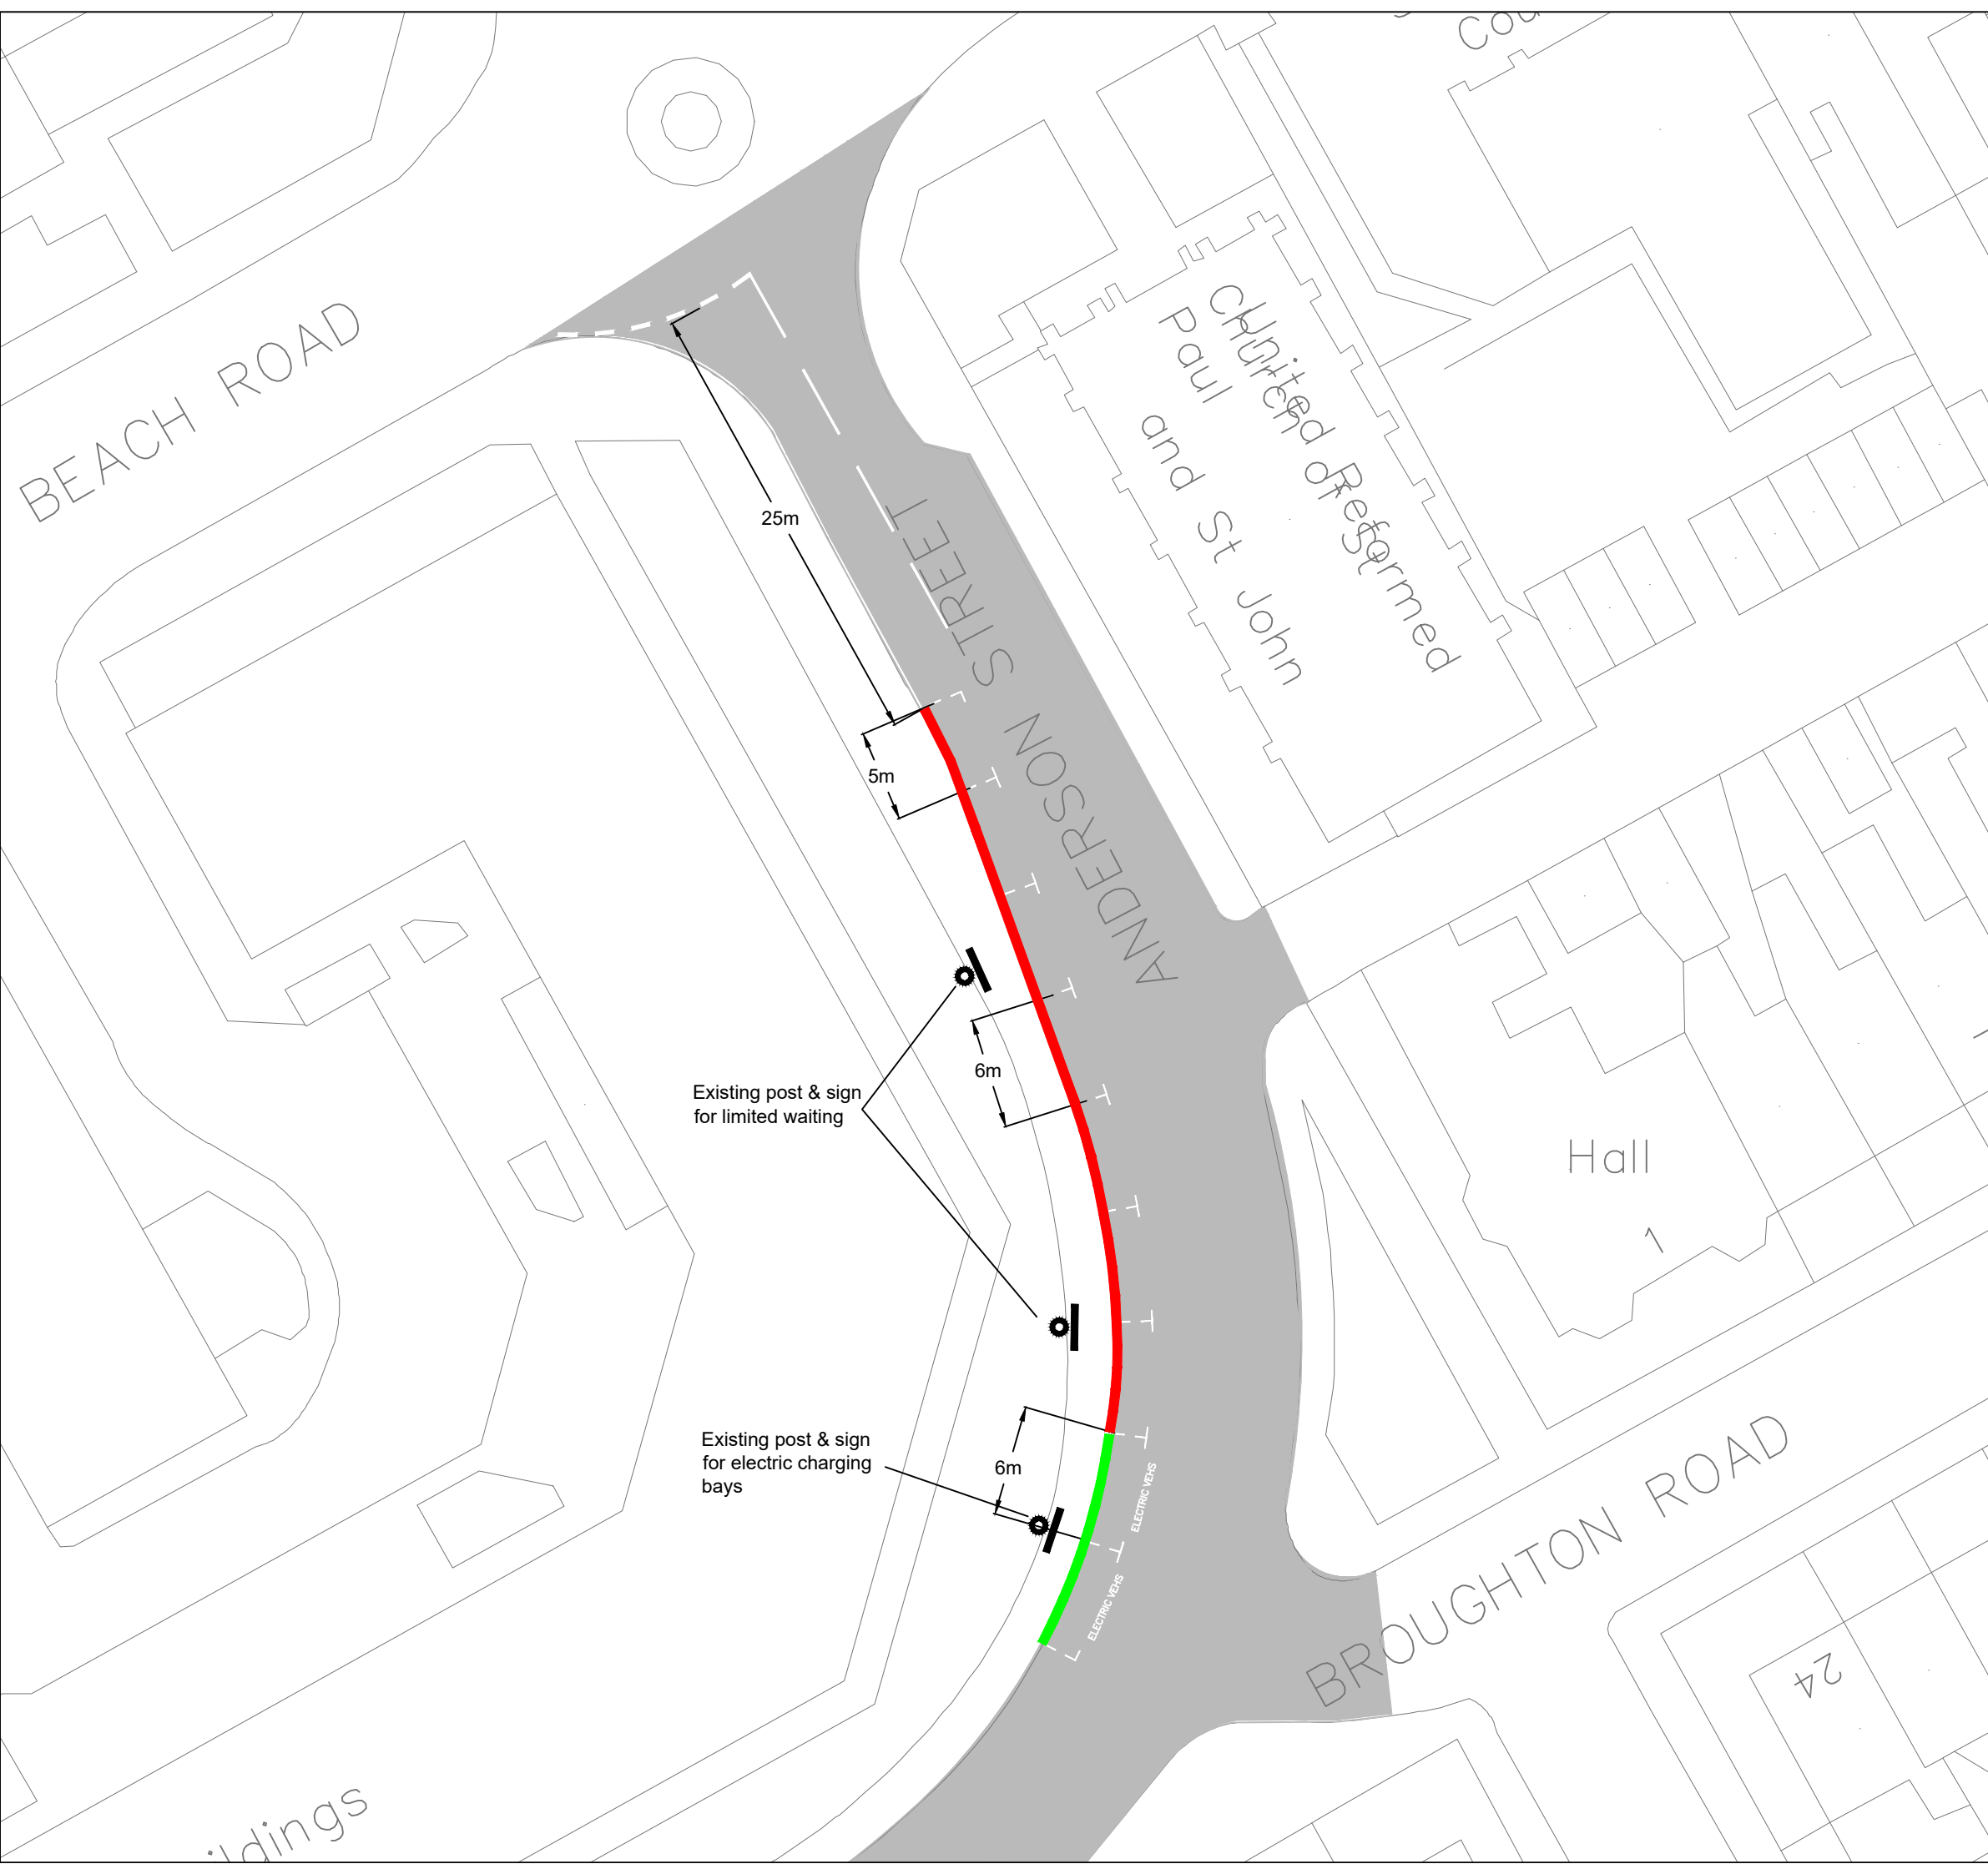 BEACH ROAD
Church of St
Paul
and St John
United Reformed
25m
ANDERSON STREET
5m
6m
Existing post & sign
for limited waiting
Hall
1
Existing post & sign
for electric charging
bays
6m
ELECTRIC VEHS
ELECTRIC VEHS
BROUGHTON ROAD
24